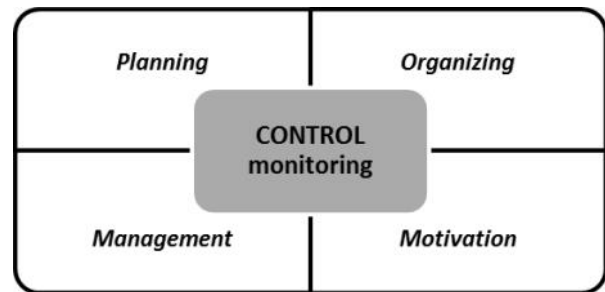 Planning
Organizing
CONTROL
monitoring
Management
Motivation